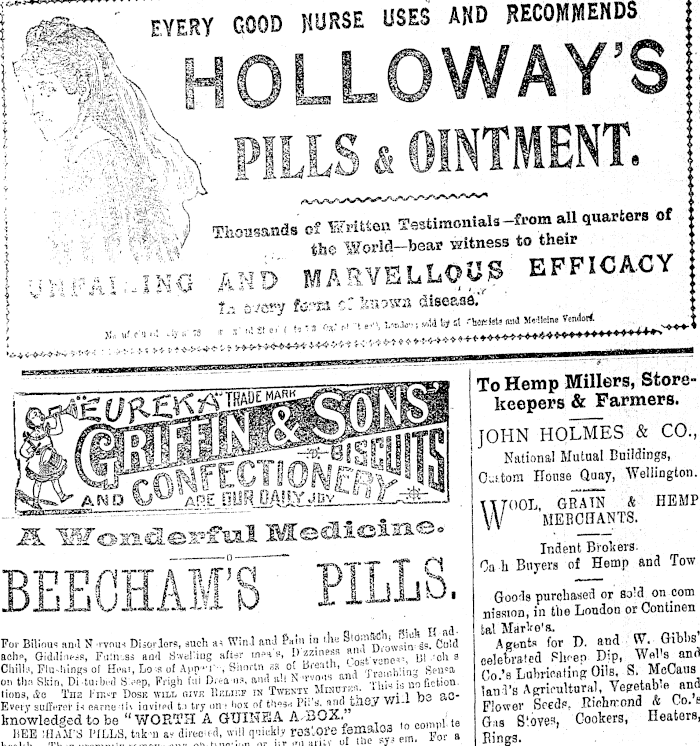 EVERY GOOD NURSE USES AND RECOMMENDS
HOLLOWAY'S
PILLS & OINTMENT.
Thousands of Written Testimonials—from all quarters of
the World—bear witness to their
UNFAILING AND MARVELLOUS EFFICACY
In every form of known disease.
London; sold by all Chemists and Medicine Vendors.
"EUREKA" TRADE MARK
GRIFFIN & SONS'
BISCUITS
AND CONFECTIONERY
ARE OUR DAILY JOY
A Wonderful Medicine.
BEECHAM'S PILLS.
For Bilious and Nervous Disorders, such as Wind and Pain in the Stomach, Sick Head-
ache, Giddiness, Fulness and Swelling after meals, Dizziness and Drowsiness, Cold
Chills, Flushings of Heat, Loss of Appetite, Shortness of Breath, Costiveness, Blotches
on the Skin, Disturbed Sleep, Frightful Dreams, and all Nervous and Trembling Sensa
tions, &c THE FIRST DOSE WILL GIVE RELIEF IN TWENTY MINUTES. This is no fiction.
Every sufferer is earnestly invited to try one box of these Pills, and they will be ac-
knowledged to be "WORTH A GUINEA A BOX."
BEECHAM'S PILLS, taken as directed, will quickly restore females to complete
of the system. For a
To Hemp Millers, Store-
keepers & Farmers.
JOHN HOLMES & CO.,
National Mutual Buildings,
Custom House Quay, Wellington.
WOOL, GRAIN & HEMP
MERCHANTS.
Indent Brokers.
Cash Buyers of Hemp and Tow
Goods purchased or sold on com
mission, in the London or Continen
tal Markets.
Agents for D. and W. Gibbs'
celebrated Sheep Dip, Wells and
Co.'s Lubricating Oils, S. McCaus
land's Agricultural, Vegetable and
Flower Seeds, Richmond & Co.'s
Gas Stoves, Cookers, Heaters,
Rings.